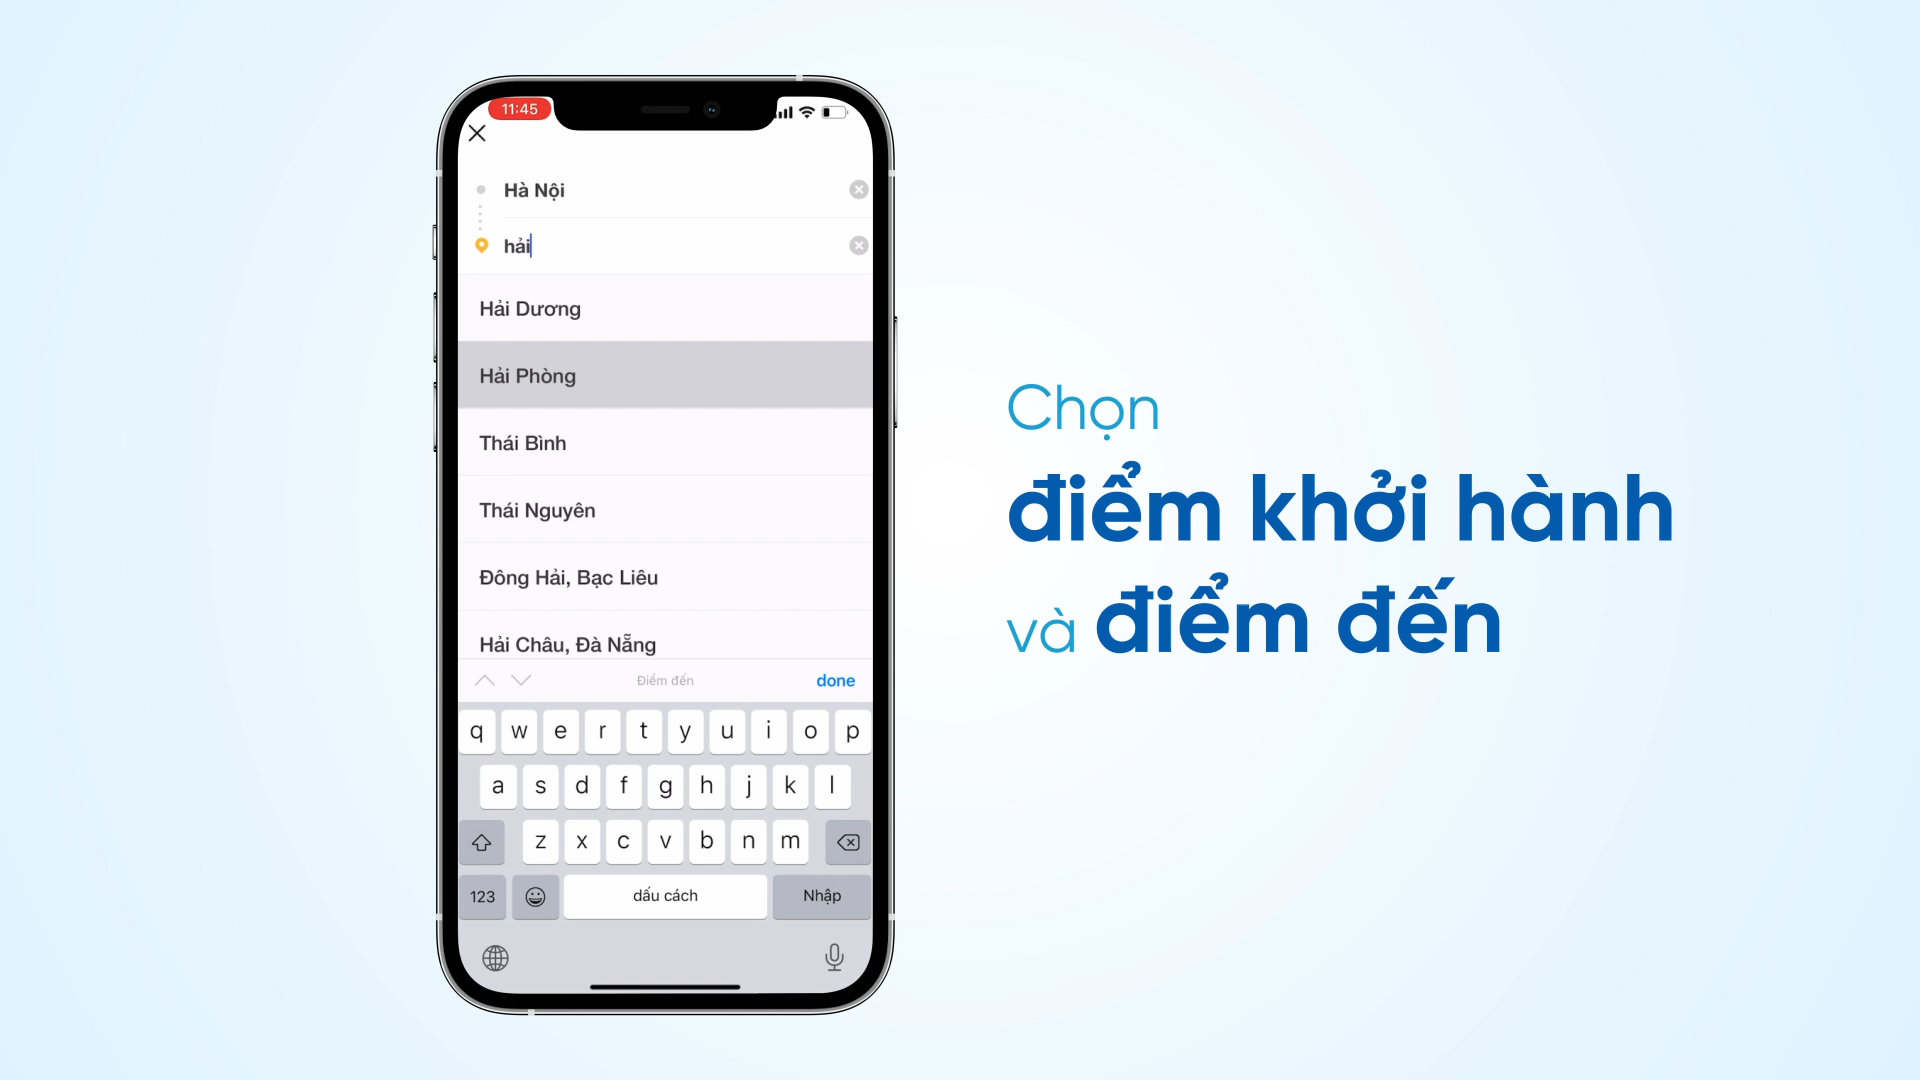 11:45
Hà Nội
hải
Hải Dương
Hải Phòng
Thái Bình
Thái Nguyên
Đông Hải, Bạc Liêu
Hải Châu, Đà Nẵng
Điểm đến
done
q w e r t y u i o p
a s d f g h j k l
z x c v b n m
123
dấu cách
Nhập
Chọn
điểm khởi hành
và điểm đến